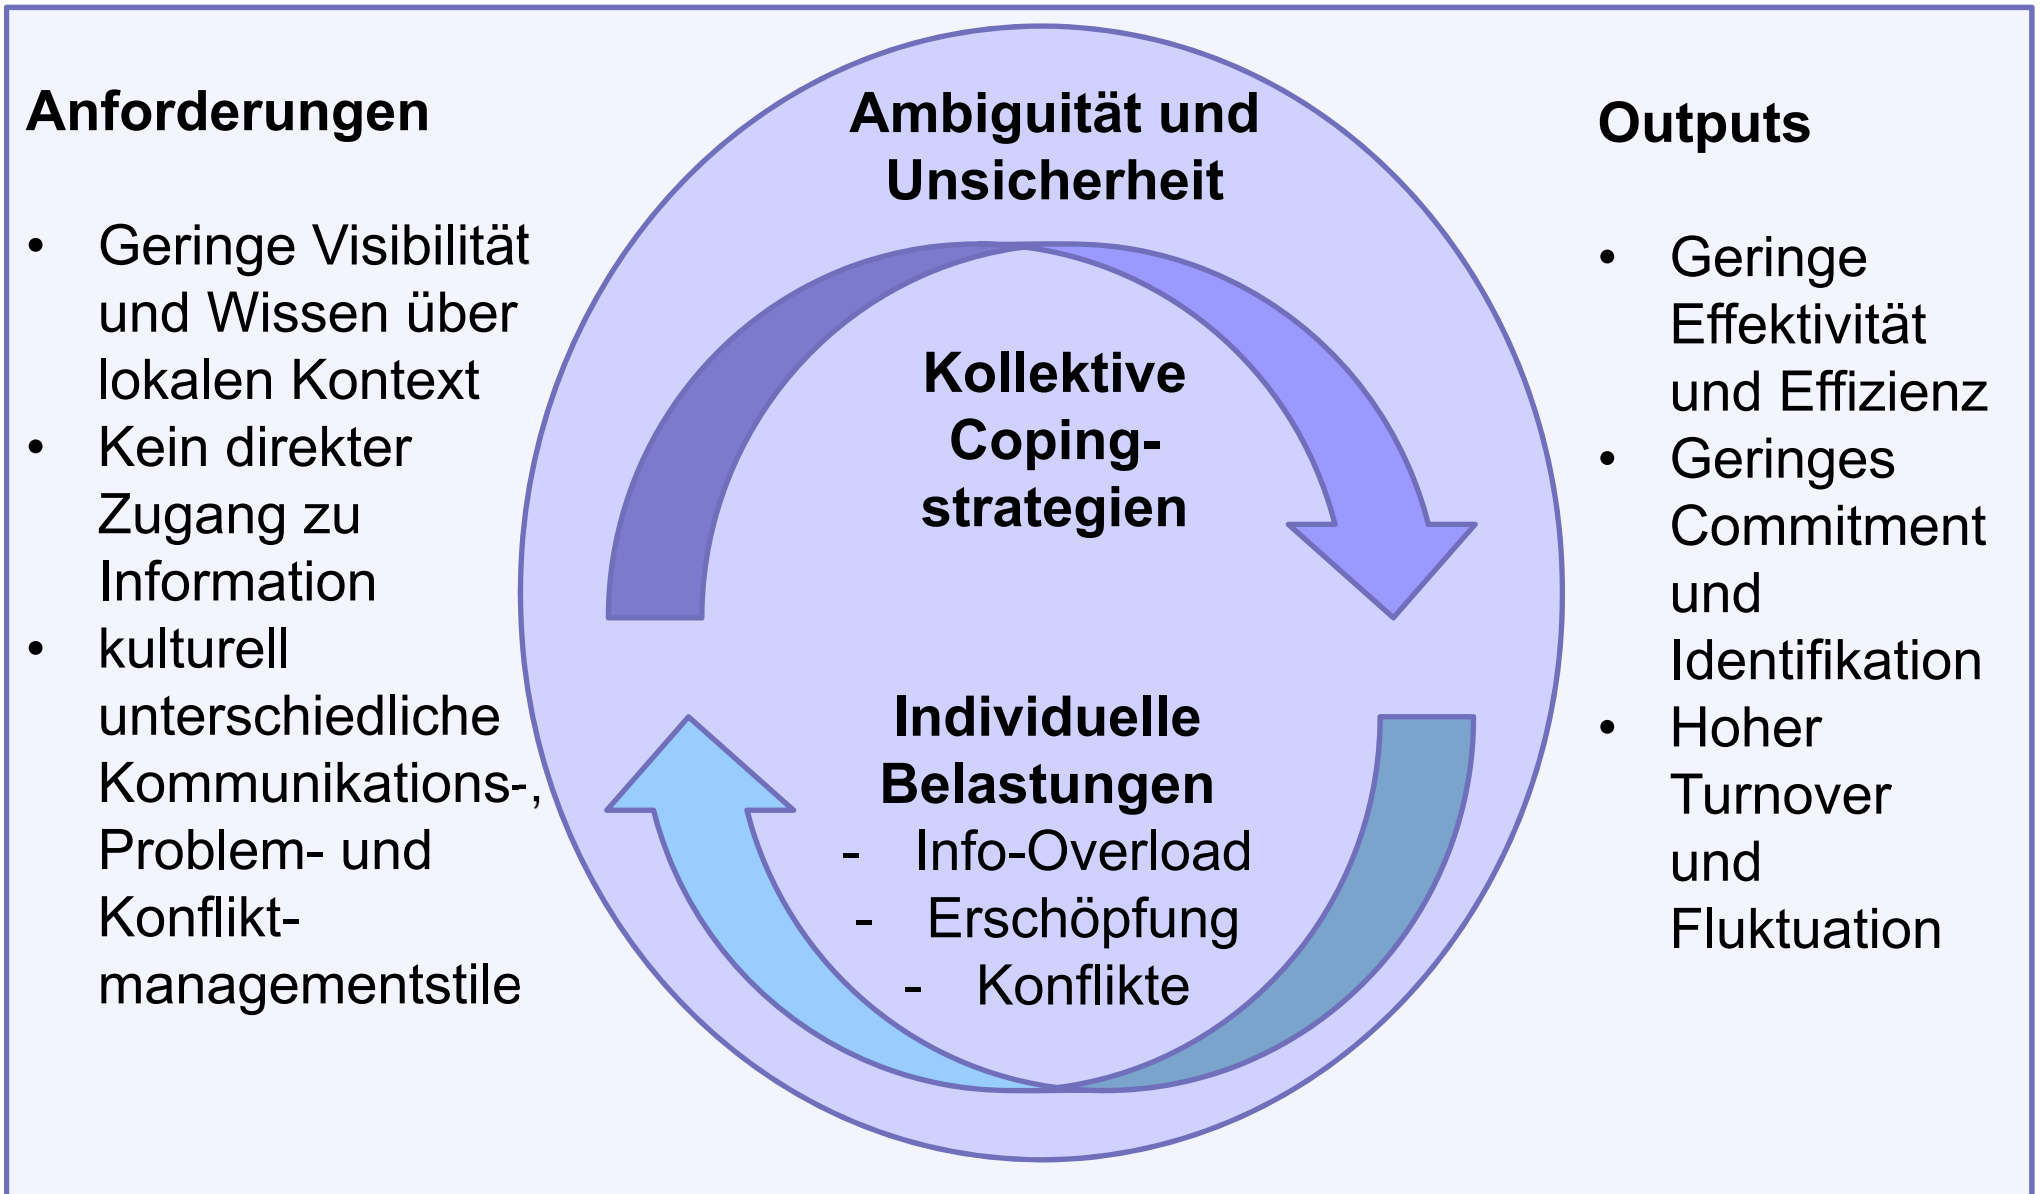 Anforderungen
• Geringe Visibilität
und Wissen über
lokalen Kontext
• Kein direkter
Zugang zu
Information
• kulturell
unterschiedliche
Kommunikations-,
Problem- und
Konflikt-
managementstile
Ambiguität und
Unsicherheit
Kollektive
Coping-
strategien
Individuelle
Belastungen
- Info-Overload
- Erschöpfung
- Konflikte
Outputs
• Geringe
Effektivität
und Effizienz
• Geringes
Commitment
und
Identifikation
• Hoher
Turnover
und
Fluktuation